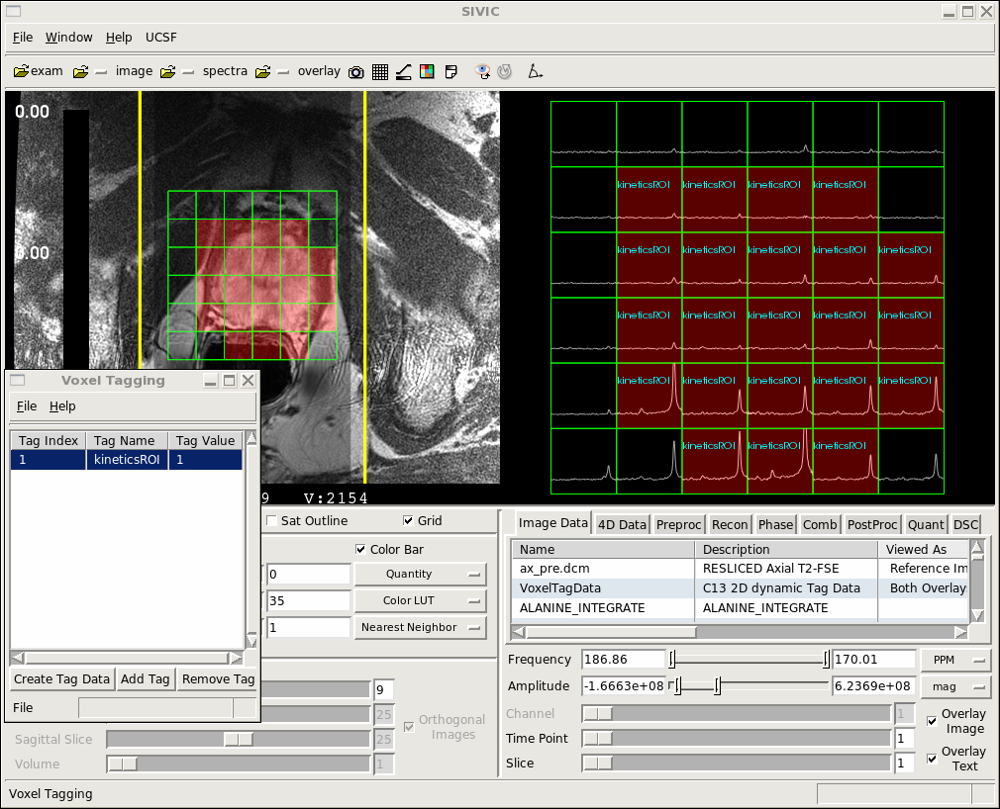 SIVIC
File Window Help UCSF
exam image spectra overlay
0.00
0.00
kineticsROI kineticsROI kineticsROI kineticsROI
kineticsROI kineticsROI kineticsROI kineticsROI kineticsROI
kineticsROI kineticsROI kineticsROI kineticsROI kineticsROI
kineticsROI kineticsROI kineticsROI kineticsROI kineticsROI
kineticsROI kineticsROI kineticsROI
9 V:2154
Voxel Tagging
File Help
Tag Index Tag Name Tag Value
1 kineticsROI 1
Create Tag Data Add Tag Remove Tag
File
Sat Outline Grid
Color Bar
0 Quantity
35 Color LUT
1 Nearest Neighbor
9
25
Orthogonal
Images
Sagittal Slice 25
Volume 1
Image Data 4D Data Preproc Recon Phase Comb PostProc Quant DSC
Name Description Viewed As
ax_pre.dcm RESLICED Axial T2-FSE Reference Im
VoxelTagData C13 2D dynamic Tag Data Both Overlay
ALANINE_INTEGRATE ALANINE_INTEGRATE
Frequency 186.86 170.01 PPM
Amplitude -1.6663e+08 6.2369e+08 mag
Channel 1
Overlay
Image
Time Point 1
Overlay
Text
Slice 1
Voxel Tagging